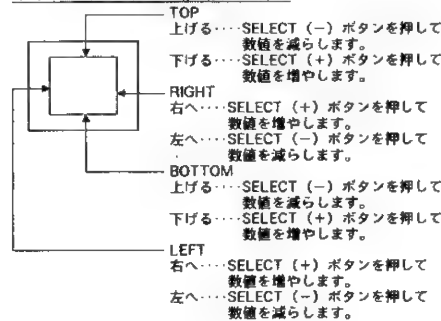 TOP
上げる‥‥SELECT（－）ボタンを押して
数値を減らします。
下げる‥‥SELECT（＋）ボタンを押して
数値を増やします。
RIGHT
右へ‥‥SELECT（＋）ボタンを押して
数値を増やします。
左へ‥‥SELECT（－）ボタンを押して
数値を減らします。
BOTTOM
上げる‥‥SELECT（－）ボタンを押して
数値を減らします。
下げる‥‥SELECT（＋）ボタンを押して
数値を増やします。
LEFT
右へ‥‥SELECT（＋）ボタンを押して
数値を増やします。
左へ‥‥SELECT（－）ボタンを押して
数値を減らします。